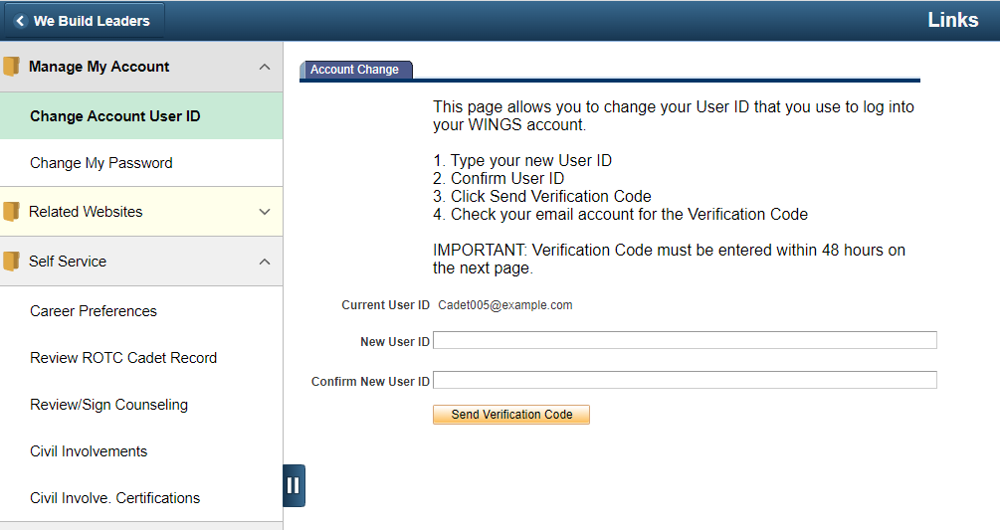 We Build Leaders
Links
Manage My Account
Change Account User ID
Change My Password
Related Websites
Self Service
Career Preferences
Review ROTC Cadet Record
Review/Sign Counseling
Civil Involvements
Civil Involve. Certifications
Account Change
This page allows you to change your User ID that you use to log into
your WINGS account.
1. Type your new User ID
2. Confirm User ID
3. Click Send Verification Code
4. Check your email account for the Verification Code
IMPORTANT: Verification Code must be entered within 48 hours on
the next page.
Current User ID Cadet005@example.com
New User ID
Confirm New User ID
Send Verification Code